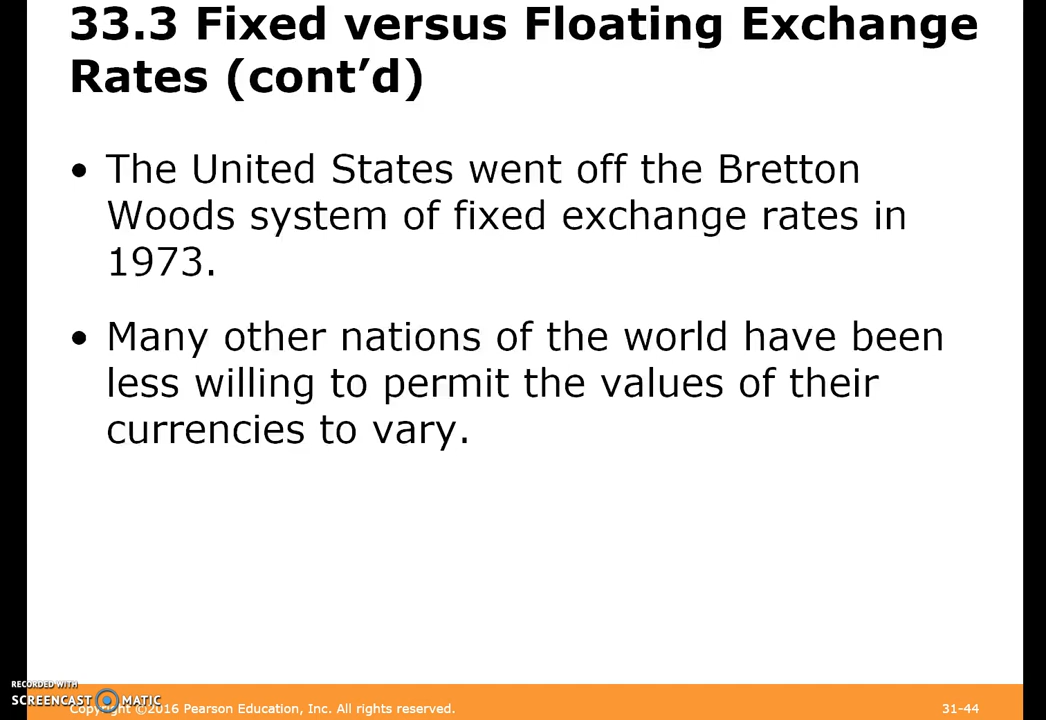 33.3 Fixed versus Floating Exchange
Rates (cont’d)
• The United States went off the Bretton
Woods system of fixed exchange rates in
1973.
• Many other nations of the world have been
less willing to permit the values of their
currencies to vary.
RECORDED WITH
SCREENCAST MATIC
Copyright ©2016 Pearson Education, Inc. All rights reserved.
31-44